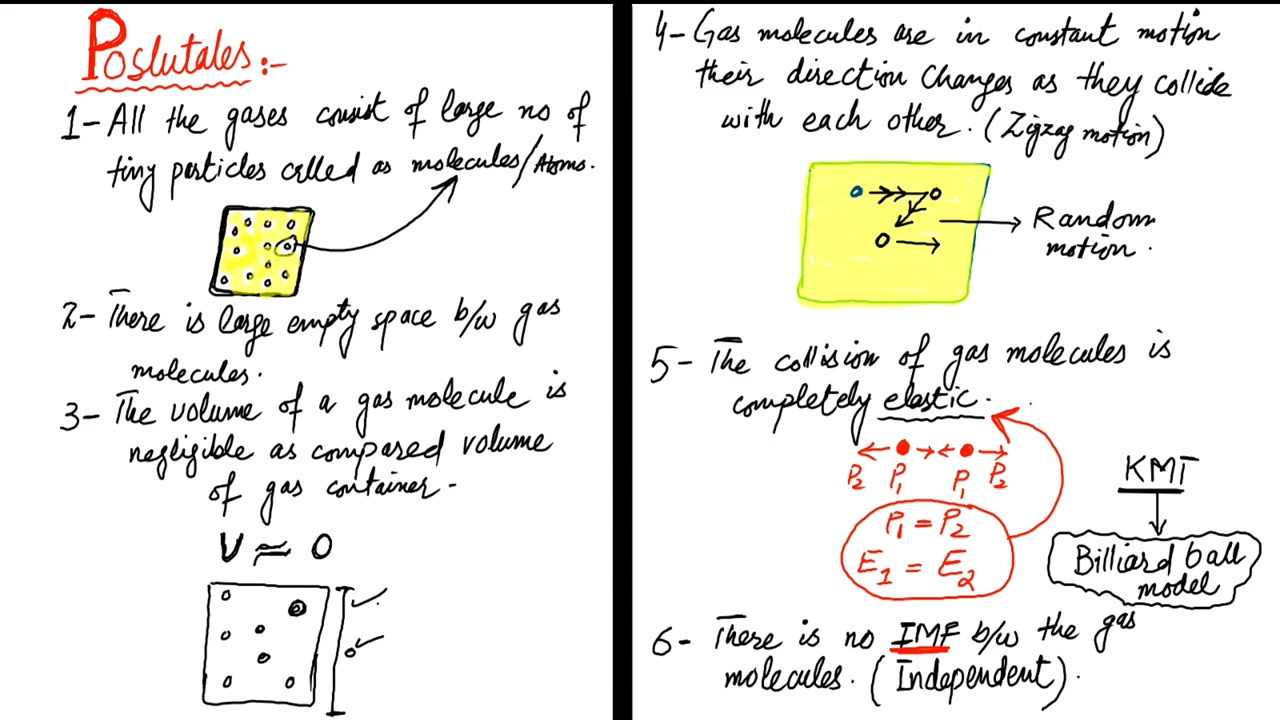 Poslutales :-
1- All the gases consist of large no of
tiny particles called as molecules/Atoms.
2- There is large empty space b/w gas
molecules.
3- The volume of a gas molecule is
negligible as compared volume
of gas container -
V ≈ 0
4- Gas molecules are in constant motion
their direction changes as they collide
with each other. (Zigzag motion)
Random
motion.
5- The collision of gas molecules is
completely elastic.
P2 P1 P1 P2
P1 = P2
E1 = E2
KMT
Billiard ball
model
6- There is no IMF b/w the gas
molecules. (Independent).